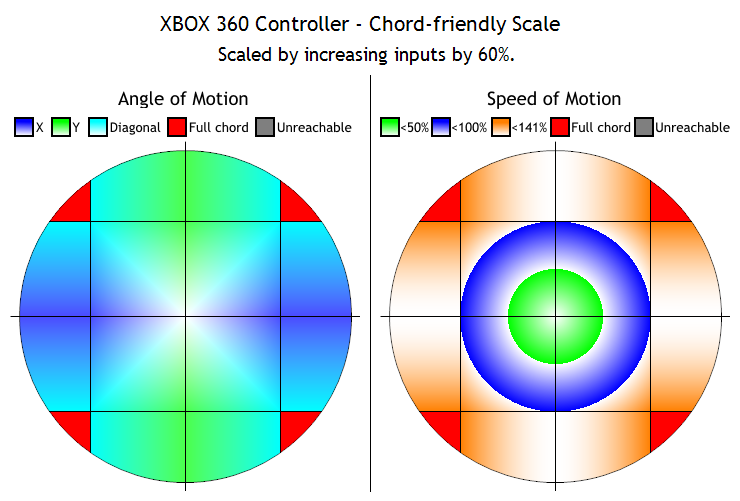 XBOX 360 Controller - Chord-friendly Scale
Scaled by increasing inputs by 60%.
Angle of Motion
X Y Diagonal Full chord Unreachable
Speed of Motion
<50% <100% <141% Full chord Unreachable